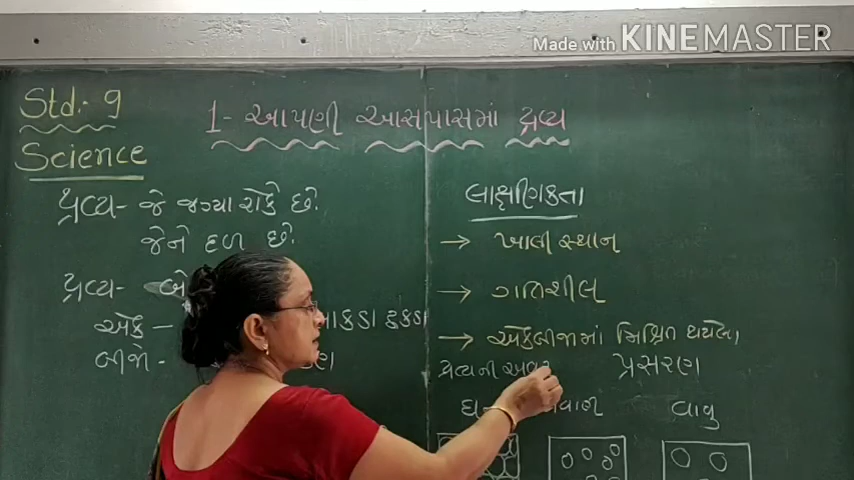 Made with KINEMASTER
Std:- 9
Science
1- આપણી આસપાસમાં દ્રવ્ય
દ્રવ્ય- જે જગ્યા રોકે છે.
જેને દળ છે.
દ્રવ્ય- બે
એક -
બીજો -
લાક્ષણિકતા
→ ખાલી સ્થાન
→ ગતિશીલ
→ એકબીજામાં મિશ્રિત થયેલા
પ્રસરણ
દ્રવ્યની
વાયુ